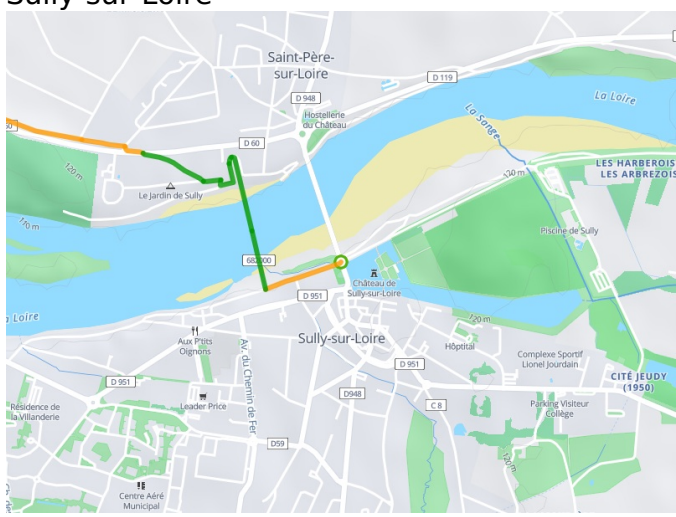 Sully-sur-Loire
Saint-Père-
sur-Loire
D 119
La Loire
D 948
La Sange
Hostellerie
du Château
D 60
LES HARBEROIS
LES ARBREZOIS
120 m
120 m
Le Jardin de Sully
110 m
Piscine de Sully
Château de
Sully-sur-Loire
D 951
a Loire
120 m
Sully-sur-Loire
Aux P'tits
Oignons
Hôptital
Complexe Sportif
Lionel Jourdain
D 951
Av. du Chemin de Fer
CITÉ JEUDY
(1950)
D 951
D948
Résidence de
la Villanderie
Leader Price
C 8
Parking Visiteur
Collège
D59
120 m
Centre Aéré
Municipal